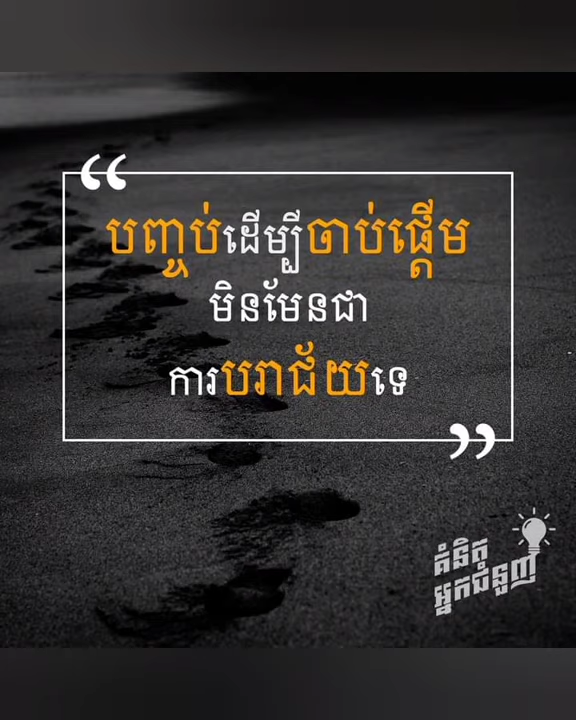 “
បញ្ចប់ដើម្បីចាប់ផ្ដើម
មិនមែនជា
ការបរាជ័យទេ
”
គំនិត
អ្នកជំនួញ